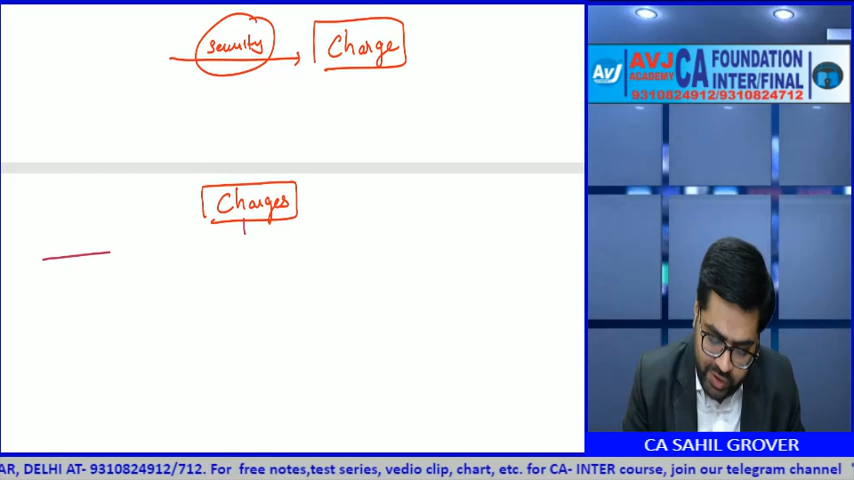 security
Charge
Charges
AVJ
AVJ
ACADEMY
CA
FOUNDATION
INTER/FINAL
9310824912/9310824712
CA SAHIL GROVER
AR, DELHI AT- 9310824912/712. For free notes,test series, vedio clip, chart, etc. for CA- INTER course, join our telegram channel